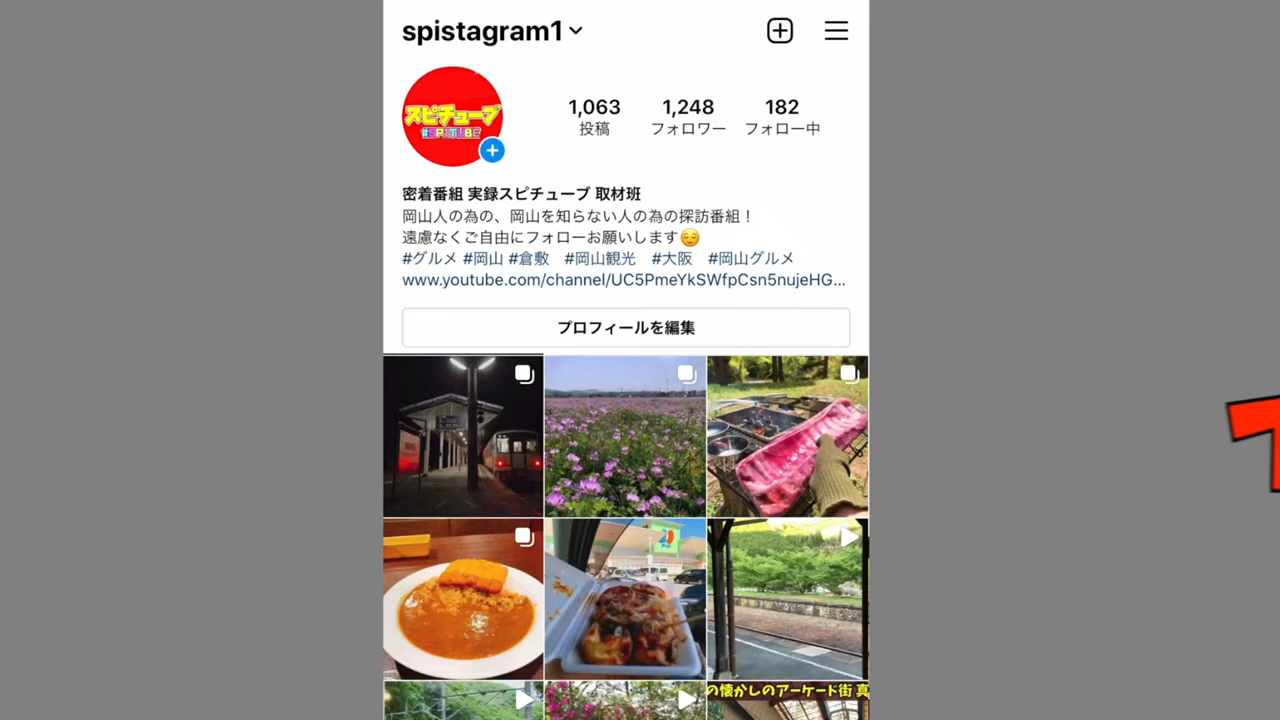 spistagram1
スピチューブ
#SPITUBE
1,063
投稿
1,248
フォロワー
182
フォロー中
密着番組 実録スピチューブ 取材班
岡山人の為の、岡山を知らない人の為の探訪番組！
遠慮なくご自由にフォローお願いします😌
#グルメ #岡山 #倉敷　#岡山観光　#大阪　#岡山グルメ
www.youtube.com/channel/UC5PmeYkSWfpCsn5nujeHG...
プロフィールを編集
の懐かしのアーケード街 真